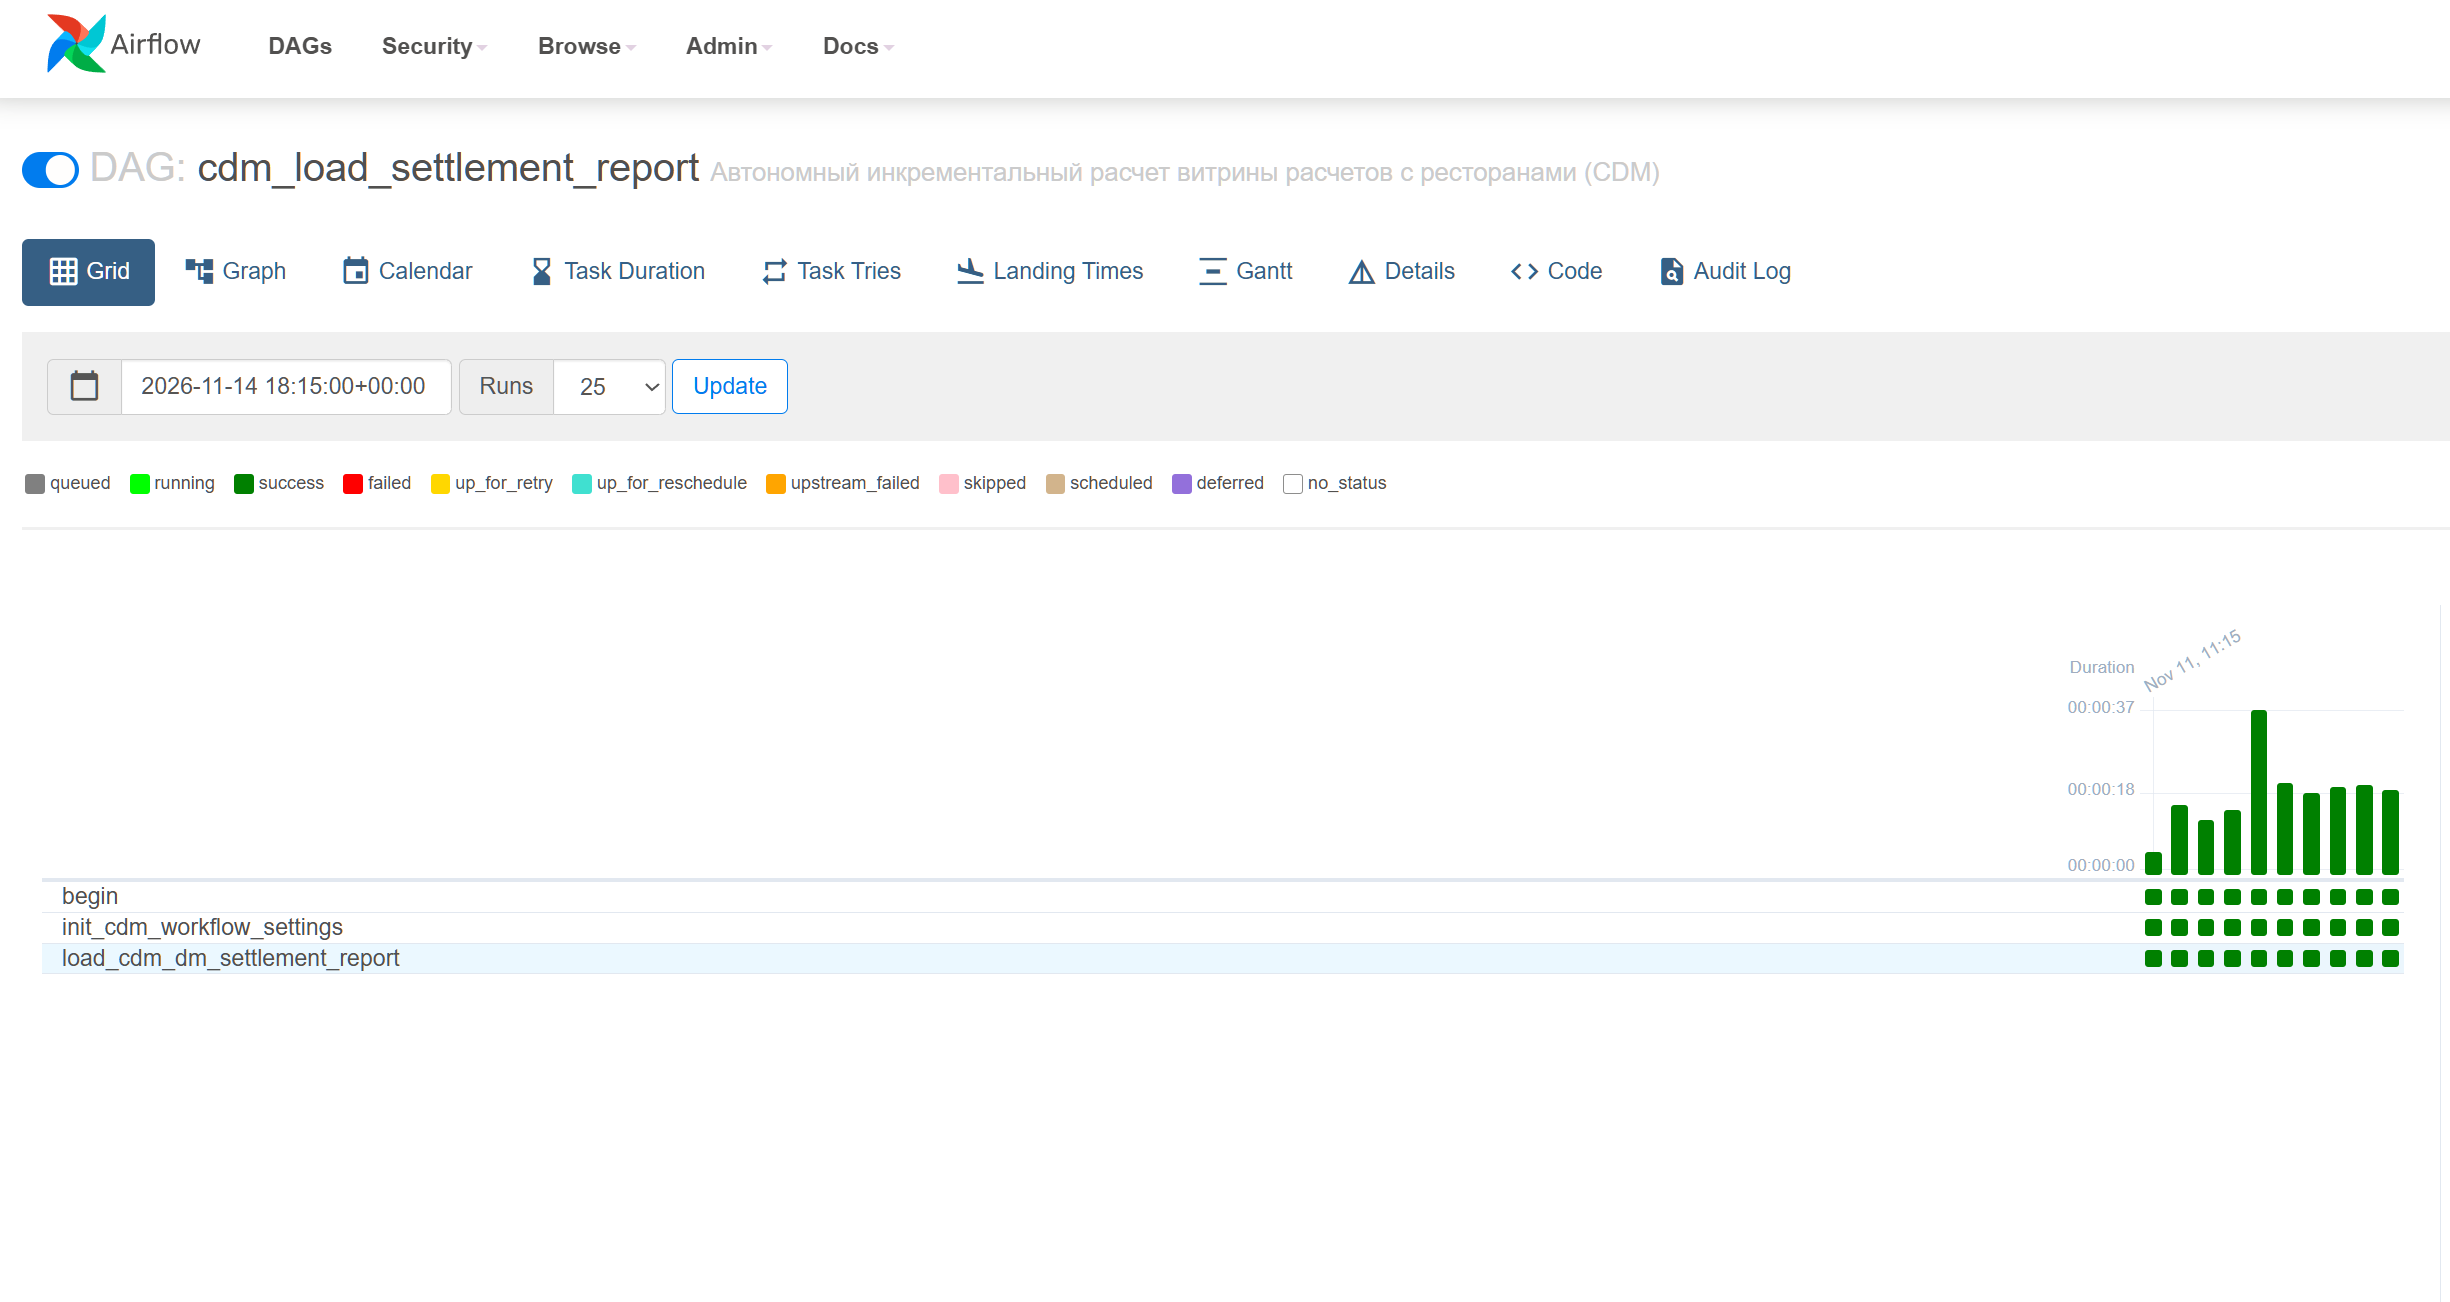 Airflow DAGs Security Browse Admin Docs
DAG: cdm_load_settlement_report Автономный инкрементальный расчет витрины расчетов с ресторанами (CDM)
Grid Graph Calendar Task Duration Task Tries Landing Times Gantt Details Code Audit Log
2026-11-14 18:15:00+00:00 Runs 25 Update
queued running success failed up_for_retry up_for_reschedule upstream_failed skipped scheduled deferred no_status
Nov 11, 11:15
Duration
00:00:37
00:00:18
00:00:00
begin
init_cdm_workflow_settings
load_cdm_dm_settlement_report